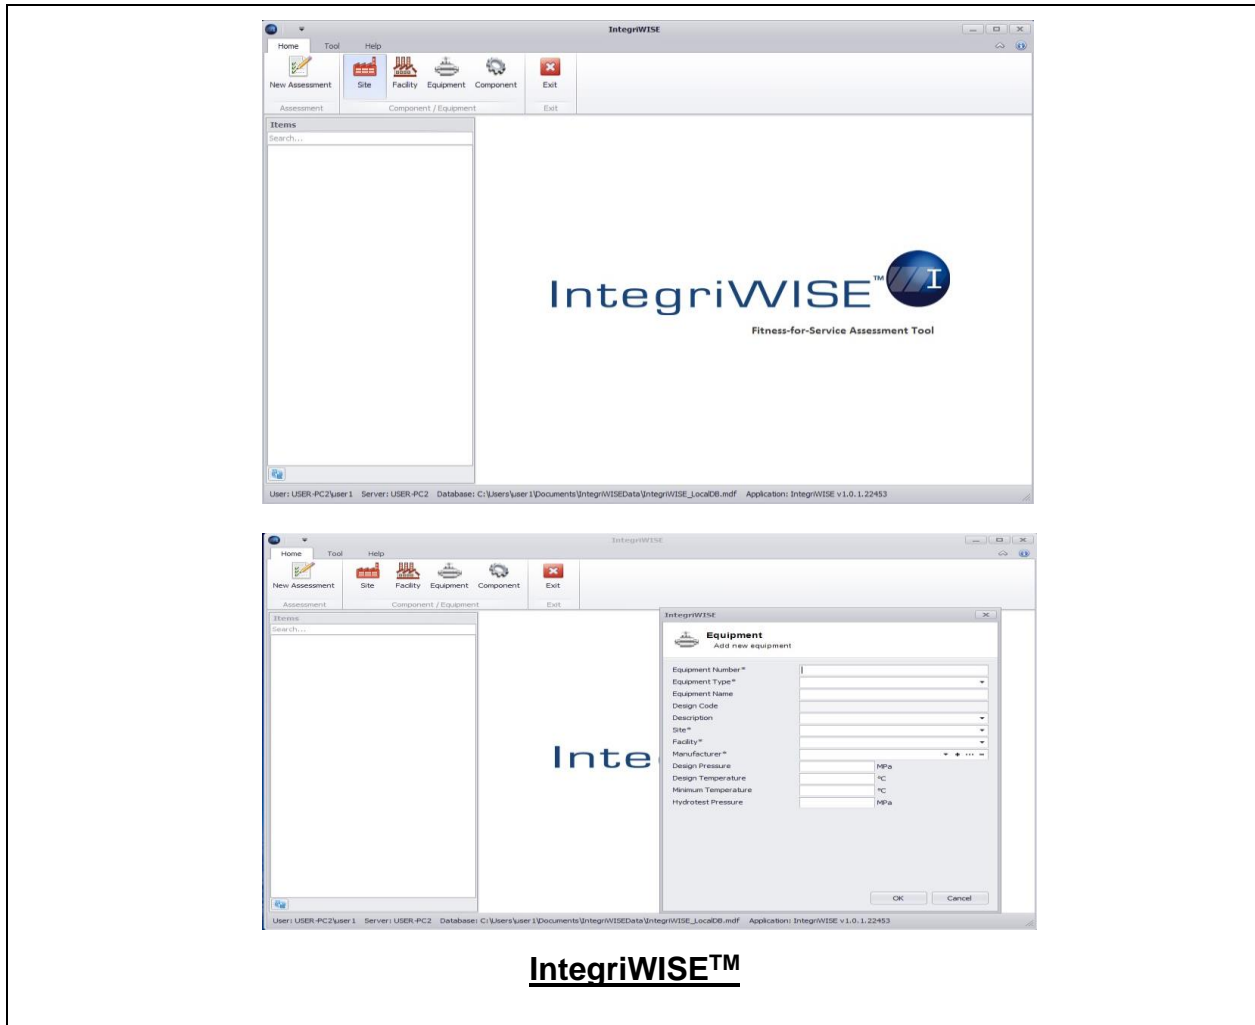 IntegriWISE
Home Tool Help
New Assessment Site Facility Equipment Component Exit
Assessment Component / Equipment Exit
Items
Search...
IntegriWISE™ I
Fitness-for-Service Assessment Tool
User: USER-PC2\user1 Server: USER-PC2 Database: C:\Users\user1\Documents\IntegriWISEData\IntegriWISE_LocalDB.mdf Application: IntegriWISE v1.0.1.22453
IntegriWISE
Home Tool Help
New Assessment Site Facility Equipment Component Exit
Assessment Component / Equipment Exit
Items
Search...
Inte
IntegriWISE
Equipment
Add new equipment
Equipment Number*
Equipment Type*
Equipment Name
Design Code
Description
Site*
Facility*
Manufacturer*
Design Pressure MPa
Design Temperature °C
Minimum Temperature °C
Hydrotest Pressure MPa
OK Cancel
User: USER-PC2\user1 Server: USER-PC2 Database: C:\Users\user1\Documents\IntegriWISEData\IntegriWISE_LocalDB.mdf Application: IntegriWISE v1.0.1.22453
IntegriWISE™